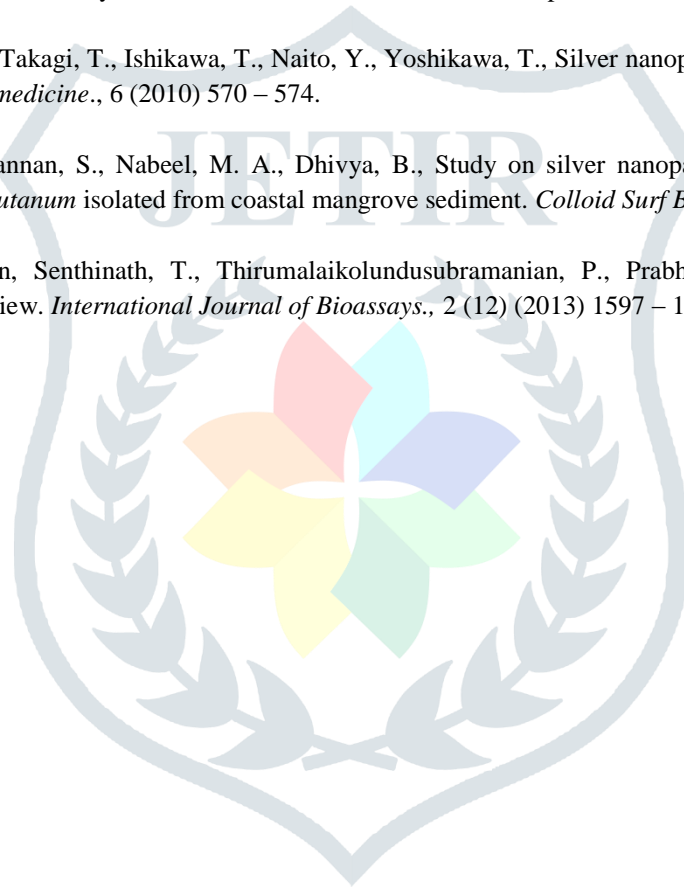 Takagi, T., Ishikawa, T., Naito, Y., Yoshikawa, T., Silver nanop
medicine., 6 (2010) 570 – 574.
JETIR
annan, S., Nabeel, M. A., Dhivya, B., Study on silver nanopa
utanum isolated from coastal mangrove sediment. Colloid Surf B
n, Senthinath, T., Thirumalaikolundusubramanian, P., Prabh
iew. International Journal of Bioassays., 2 (12) (2013) 1597 – 1